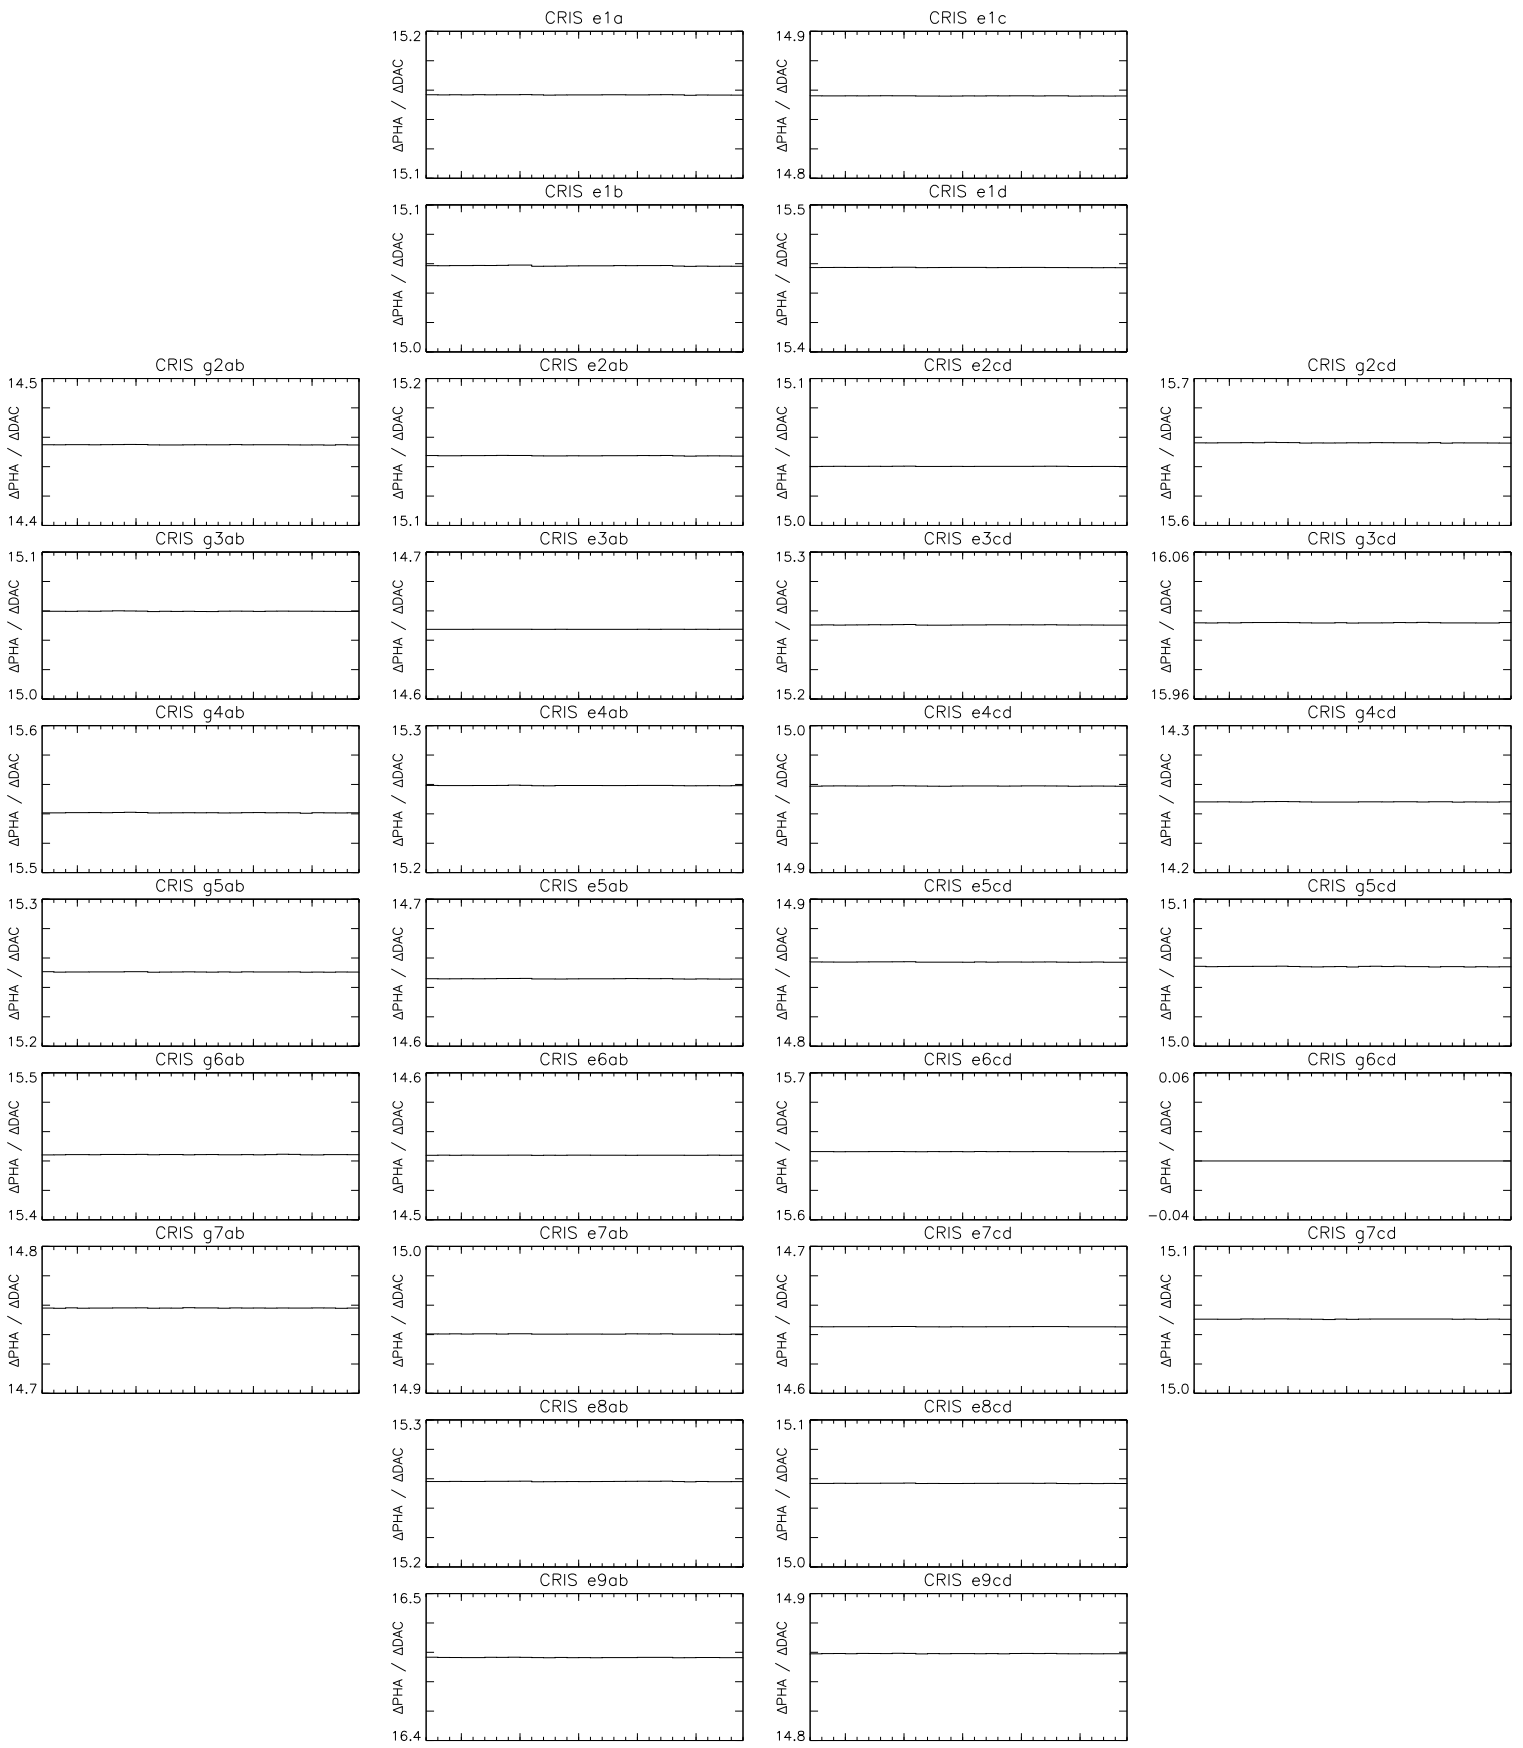 CRIS e1a
15.2
ΔPHA / ΔDAC
15.1
CRIS e1c
14.9
ΔPHA / ΔDAC
14.8
CRIS e1b
15.1
ΔPHA / ΔDAC
15.0
CRIS e1d
15.5
ΔPHA / ΔDAC
15.4
CRIS g2ab
14.5
ΔPHA / ΔDAC
14.4
CRIS e2ab
15.2
ΔPHA / ΔDAC
15.1
CRIS e2cd
15.1
ΔPHA / ΔDAC
15.0
CRIS g2cd
15.7
ΔPHA / ΔDAC
15.6
CRIS g3ab
15.1
ΔPHA / ΔDAC
15.0
CRIS e3ab
14.7
ΔPHA / ΔDAC
14.6
CRIS e3cd
15.3
ΔPHA / ΔDAC
15.2
CRIS g3cd
16.06
ΔPHA / ΔDAC
15.96
CRIS g4ab
15.6
ΔPHA / ΔDAC
15.5
CRIS e4ab
15.3
ΔPHA / ΔDAC
15.2
CRIS e4cd
15.0
ΔPHA / ΔDAC
14.9
CRIS g4cd
14.3
ΔPHA / ΔDAC
14.2
CRIS g5ab
15.3
ΔPHA / ΔDAC
15.2
CRIS e5ab
14.7
ΔPHA / ΔDAC
14.6
CRIS e5cd
14.9
ΔPHA / ΔDAC
14.8
CRIS g5cd
15.1
ΔPHA / ΔDAC
15.0
CRIS g6ab
15.5
ΔPHA / ΔDAC
15.4
CRIS e6ab
14.6
ΔPHA / ΔDAC
14.5
CRIS e6cd
15.7
ΔPHA / ΔDAC
15.6
CRIS g6cd
0.06
ΔPHA / ΔDAC
−0.04
CRIS g7ab
14.8
ΔPHA / ΔDAC
14.7
CRIS e7ab
15.0
ΔPHA / ΔDAC
14.9
CRIS e7cd
14.7
ΔPHA / ΔDAC
14.6
CRIS g7cd
15.1
ΔPHA / ΔDAC
15.0
CRIS e8ab
15.3
ΔPHA / ΔDAC
15.2
CRIS e8cd
15.1
ΔPHA / ΔDAC
15.0
CRIS e9ab
16.5
ΔPHA / ΔDAC
16.4
CRIS e9cd
14.9
ΔPHA / ΔDAC
14.8